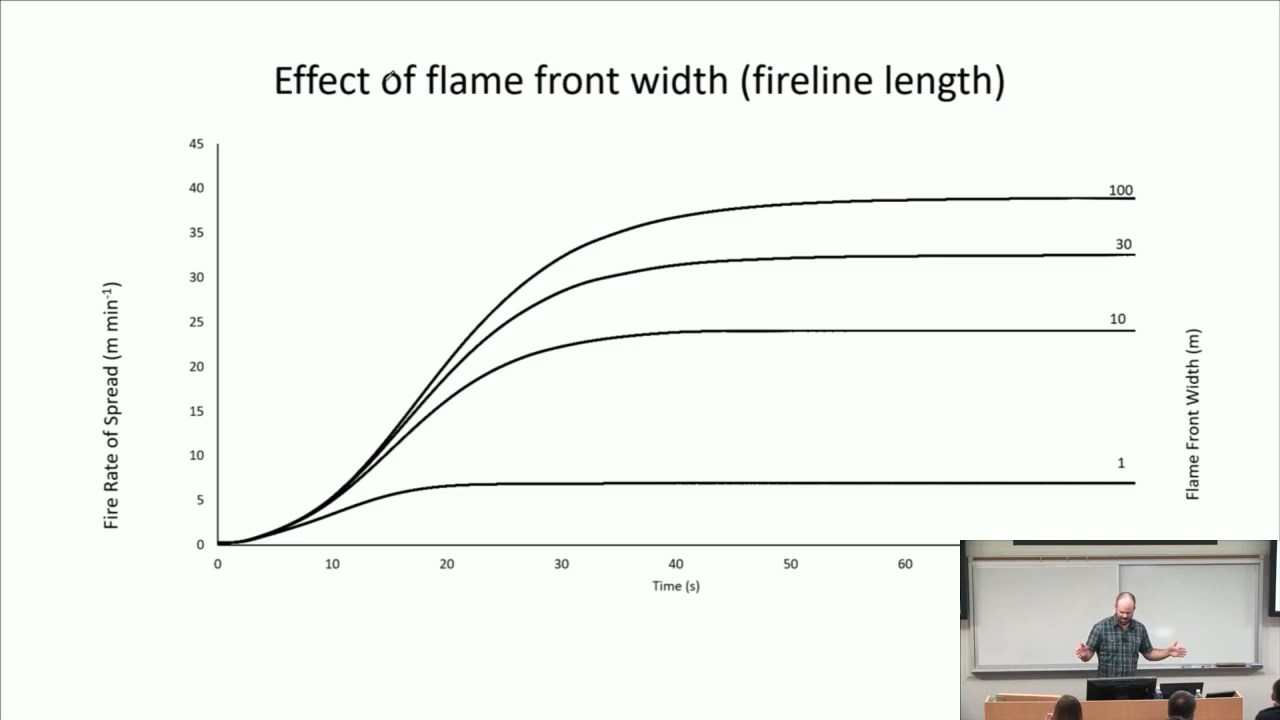 Effect of flame front width (fireline length)
45
40
35
30
25
20
15
10
5
0
Fire Rate of Spread (m min⁻¹)
100
30
10
1
Flame Front Width (m)
0 10 20 30 40 50 60
Time (s)